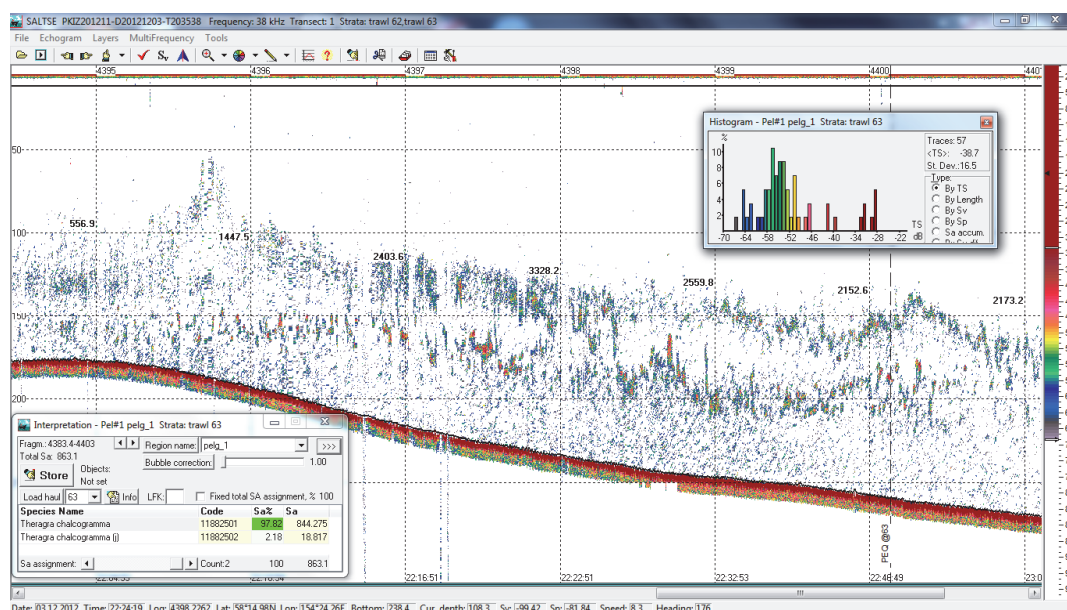 SALTSE PKIZ201211-D20121203-T203538 Frequency: 38 kHz Transect: 1 Strata: trawl 62,trawl 63
File Echogram Layers MultiFrequency Tools
4395 4396 4397 4398 4399 4400 440
50
100
150
200
556.9
1447.5
2403.6
3328.2
2559.8
2152.6
2173.2
Histogram - Pel#1 pelg_1 Strata: trawl 63
%
10
8
6
4
2
-70 -64 -58 -52 -46 -40 -34 -28 -22
TS
dB
Traces: 57
<TS>: -38.7
St. Dev.:16.5
Type:
By TS
By Length
By Sv
By Sp
Sa accum.
Interpretation - Pel#1 pelg_1 Strata: trawl 63
Fragm.: 4383.4-4403
Region name: pelg_1 >>>
Total Sa: 863.1
Bubble correction: 1.00
Store
Objects:
Not set
Load haul 63 Info LFK: Fixed total SA assignment, % 100
Species Name Code Sa% Sa
Theragra chalcogramma 11882501 97.82 844.275
Theragra chalcogramma (j) 11882502 2.18 18.817
Sa assignment: Count:2 100 863.1
PEQ @63
22:16:51 22:22:51 22:32:53 23:0
Date: 03.12.2012 Time: 22:24:19 Log: 4398.2262 Lat: 58°14.98N Lon: 154°24.26E Bottom: 238.4 Cur. depth: 108.3 Sv: -99.42 Sp: -81.84 Speed: 8.3 Heading: 176